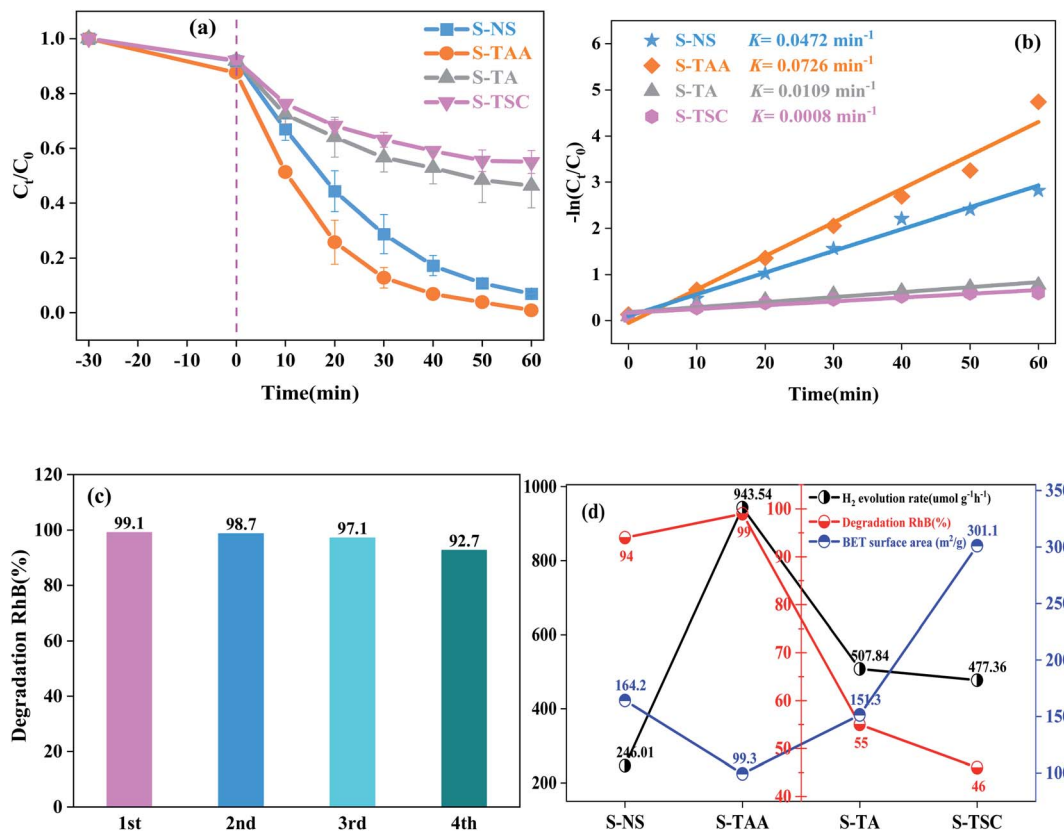 (a)
S-NS
S-TAA
S-TA
S-TSC
1.0
0.8
0.6
0.4
0.2
0.0
Ct/C0
-30 -20 -10 0 10 20 30 40 50 60
Time(min)
(b)
S-NS K= 0.0472 min-1
S-TAA K= 0.0726 min-1
S-TA K= 0.0109 min-1
S-TSC K= 0.0008 min-1
6
5
4
3
2
1
0
-ln(Ct/C0)
0 10 20 30 40 50 60
Time(min)
(c)
120
100
80
60
40
20
0
Degradation RhB(%)
99.1 98.7 97.1 92.7
1st 2nd 3rd 4th
(d)
H2 evolution rate(umol g-1h-1)
Degradation RhB(%)
BET surface area (m2/g)
1000
800
600
400
200
100
90
80
70
60
50
40
943.54
94
99
301.1
507.84
477.36
164.2
151.3
246.01
99.3
55
46
S-NS S-TAA S-TA S-TSC